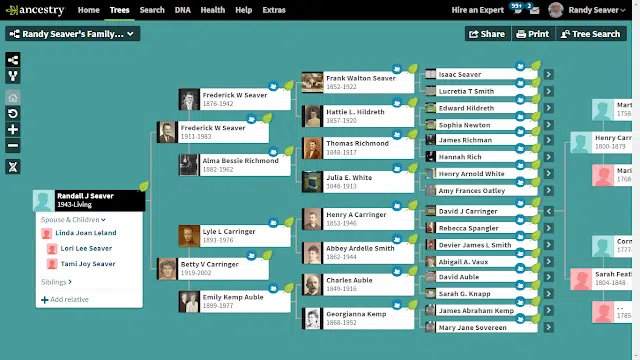 ancestry
Home
Trees
Search
DNA
Health
Help
Extras
Hire an Expert
99+
2
Randy Seaver
Randy Seaver's Family...
Share
Print
Tree Search
Randall J Seaver
1943-Living
Spouse & Children
Linda Joan Leland
Lori Lee Seaver
Tami Joy Seaver
Siblings
Add relative
Frederick W Seaver
1911-1983
Betty V Carringer
1919-2002
Frederick W Seaver
1876-1942
Alma Bessie Richmond
1882-1962
Lyle L Carringer
1891-1976
Emily Kemp Auble
1899-1977
Frank Walton Seaver
1852-1922
Hattie L. Hildreth
1857-1920
Thomas Richmond
1848-1917
Julia E. White
1848-1913
Henry A Carringer
1853-1946
Abbey Ardelle Smith
1862-1944
Charles Auble
1849-1916
Georgianna Kemp
1868-1952
Isaac Seaver
Lucretia T Smith
Edward Hildreth
Sophia Newton
James Richman
Hannah Rich
Henry Arnold White
Amy Frances Oatley
David J Carringer
Rebecca Spangler
Devier James L Smith
Abigail A. Vaux
David Auble
Sarah G. Knapp
James Abraham Kemp
Mary Jane Sovereen
Henry Carr
1800-1879
Sarah Feath
1804-1848
Mart
1758-
Mari
1768-
Corn
1777-
- -
1785